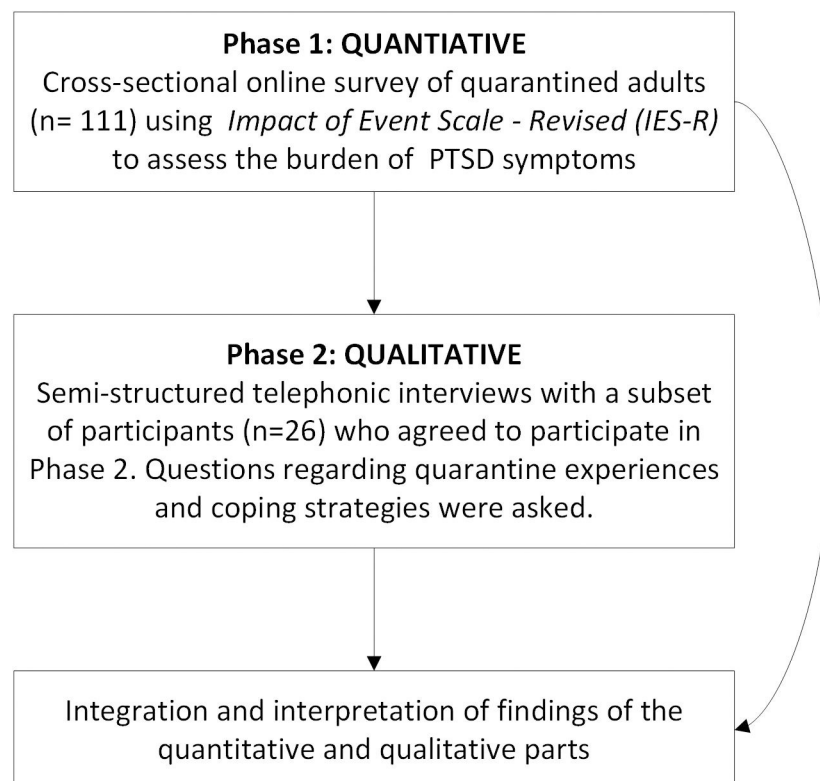 Phase 1: QUANTIATIVE
Cross-sectional online survey of quarantined adults
(n= 111) using Impact of Event Scale - Revised (IES-R)
to assess the burden of PTSD symptoms
Phase 2: QUALITATIVE
Semi-structured telephonic interviews with a subset
of participants (n=26) who agreed to participate in
Phase 2. Questions regarding quarantine experiences
and coping strategies were asked.
Integration and interpretation of findings of the
quantitative and qualitative parts